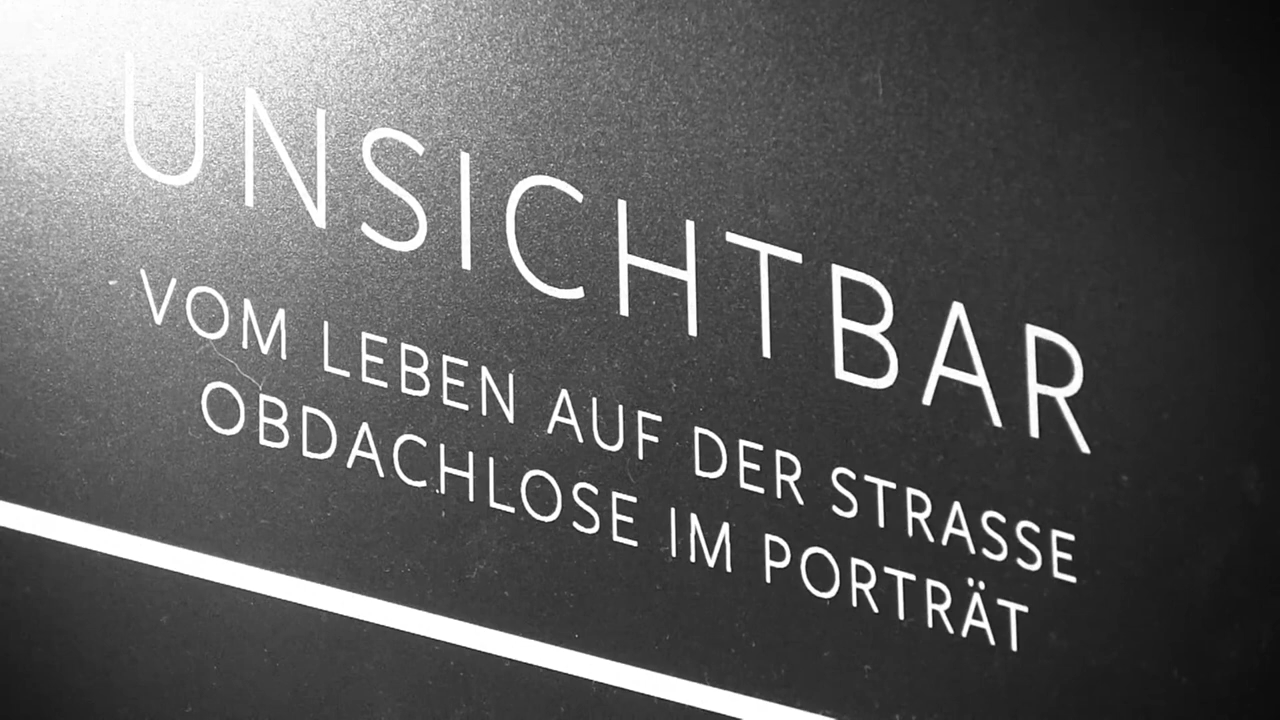 UNSICHTBAR
VOM LEBEN AUF DER STRASSE
OBDACHLOSE IM PORTRÄT